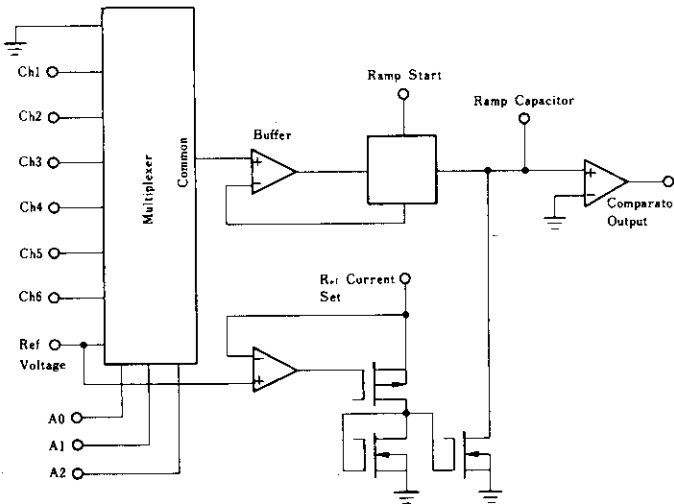 Ch1
Ch2
Ch3
Ch4
Ch5
Ch6
Ref
Voltage
A0
A1
A2
Multiplexer
Common
Buffer
+
−
Ramp Start
Ramp Capacitor
+
−
Comparato
Output
Ref Current
Set
−
+